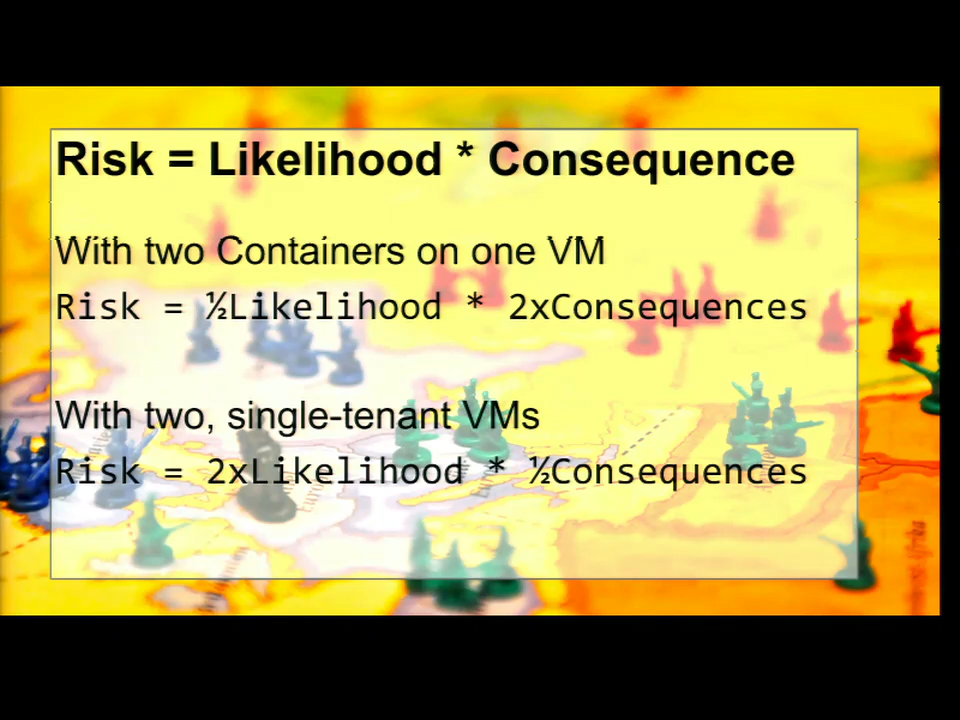 Risk = Likelihood * Consequence
With two Containers on one VM
Risk = ½Likelihood * 2xConsequences
With two, single-tenant VMs
Risk = 2xLikelihood * ½Consequences